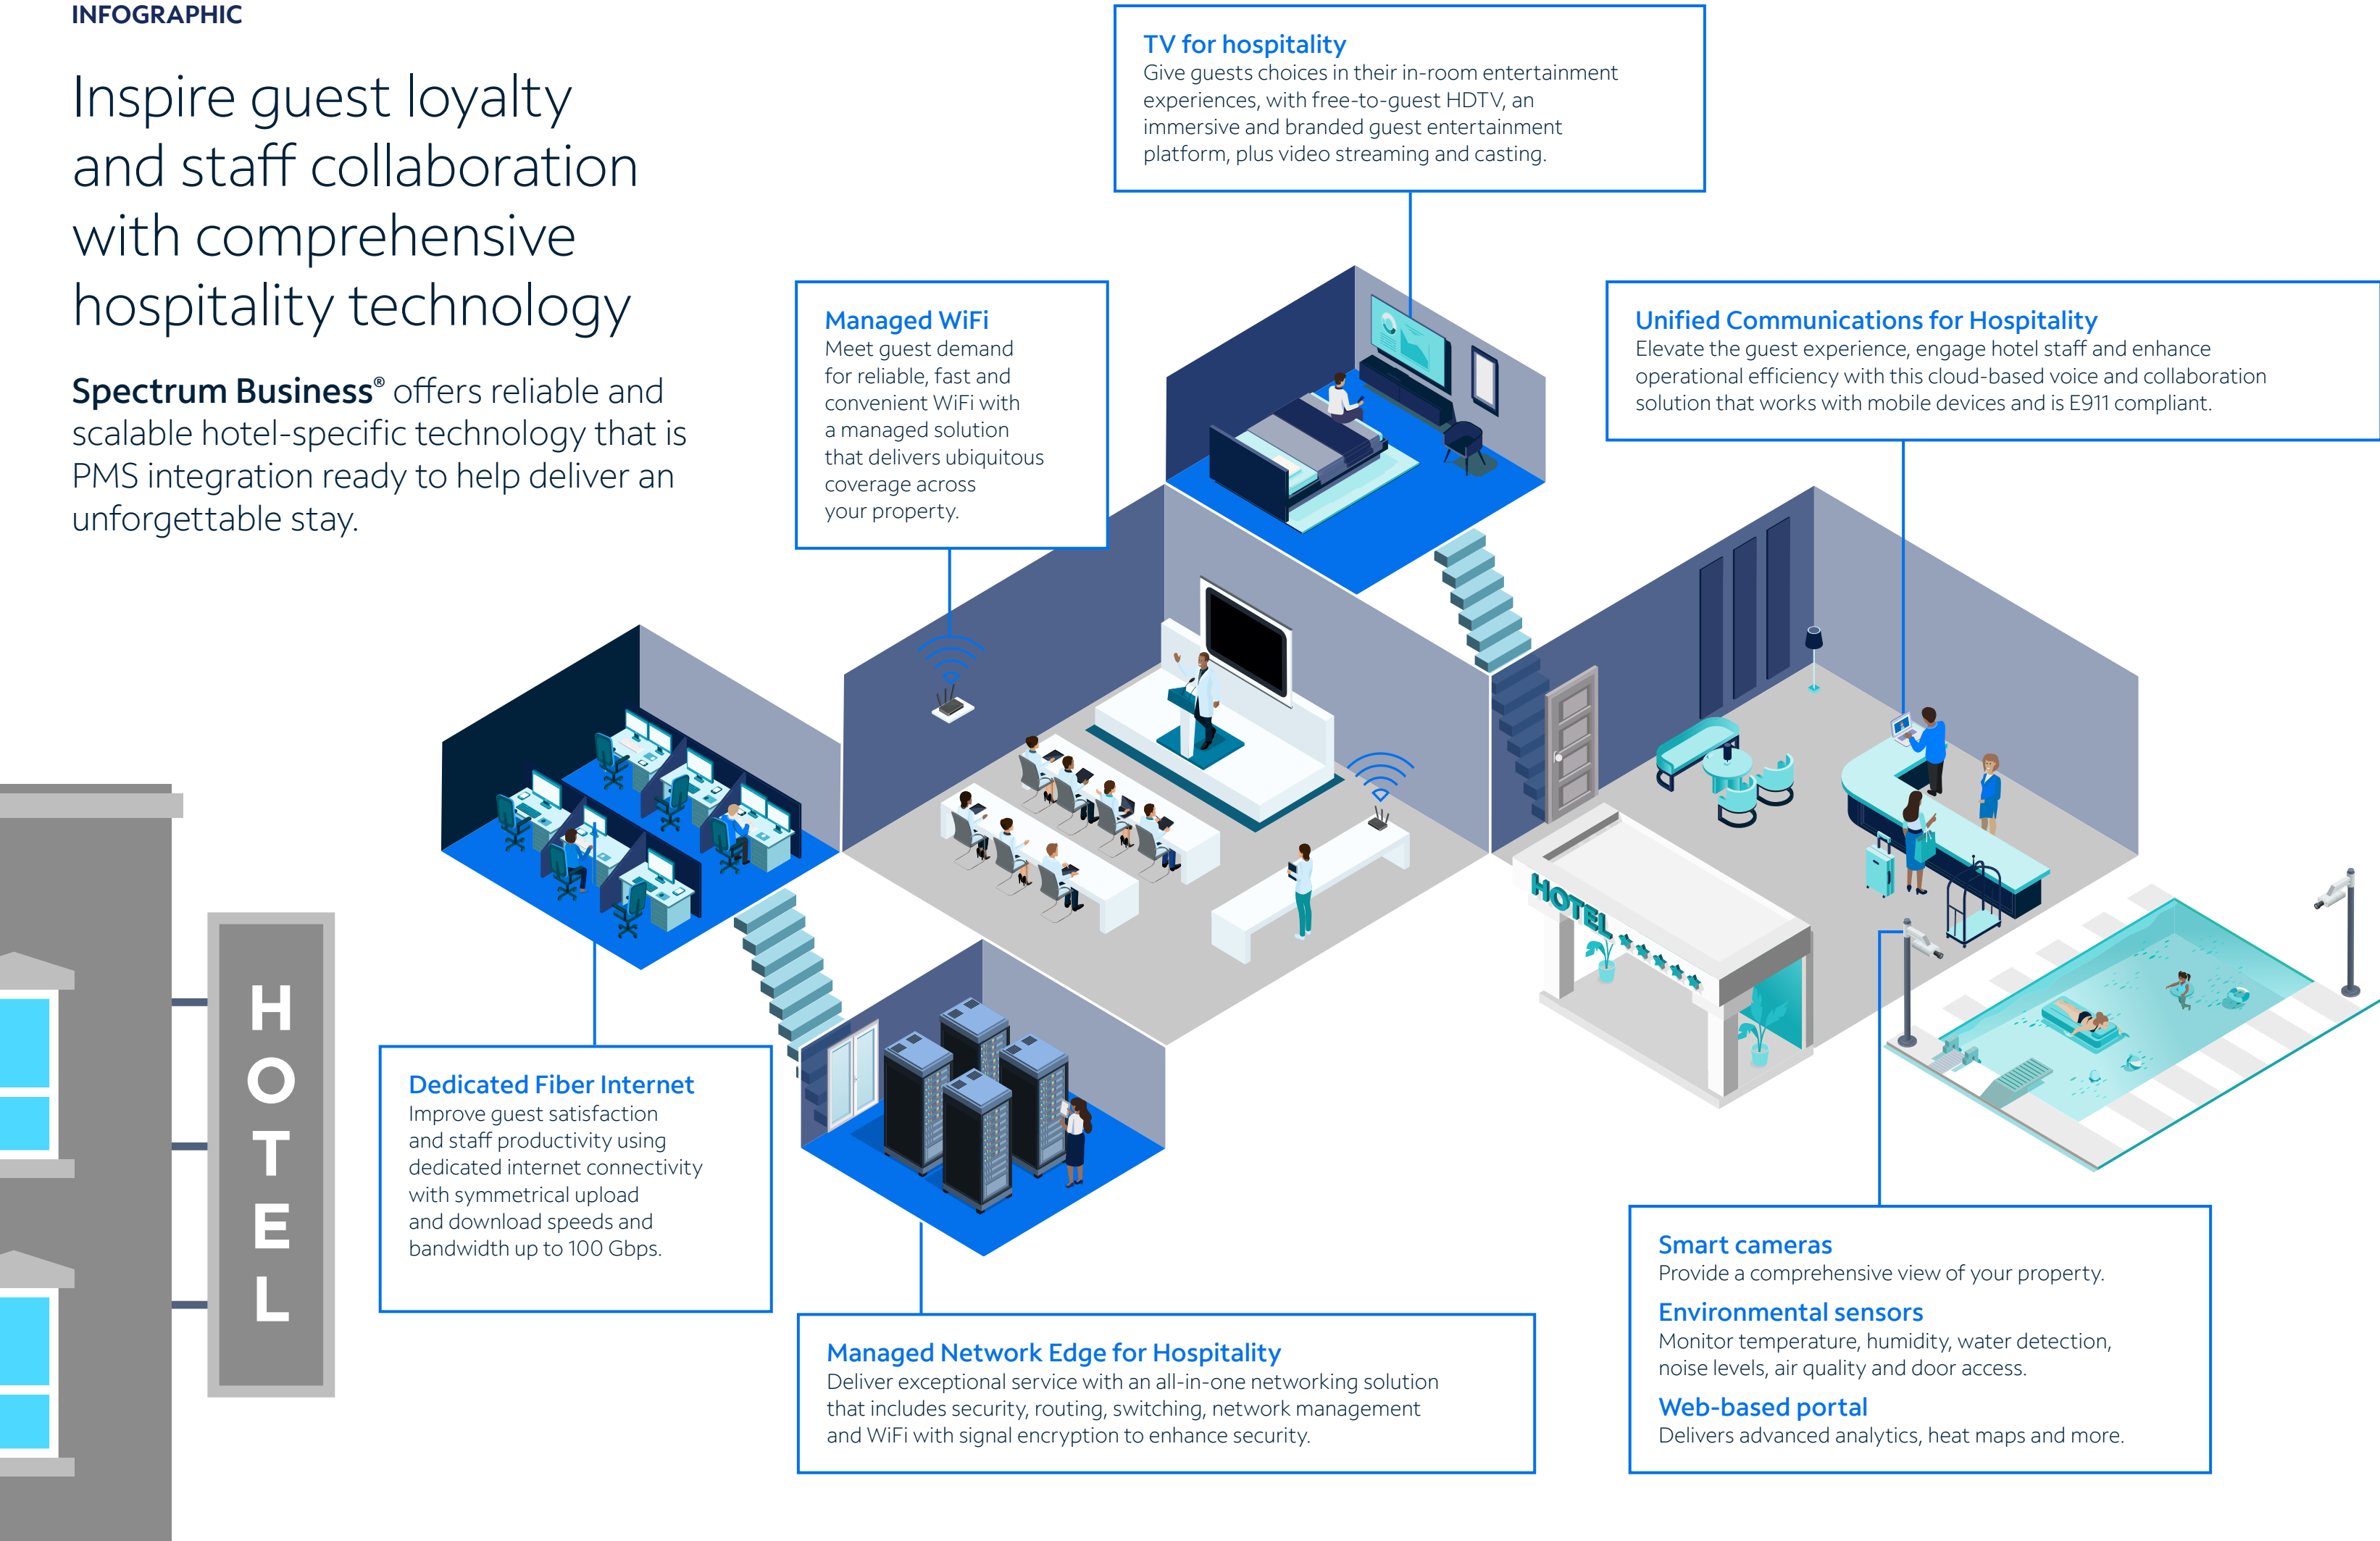 INFOGRAPHIC
Inspire guest loyalty
and staff collaboration
with comprehensive
hospitality technology
Spectrum Business® offers reliable and
scalable hotel-specific technology that is
PMS integration ready to help deliver an
unforgettable stay.
TV for hospitality
Give guests choices in their in-room entertainment
experiences, with free-to-guest HDTV, an
immersive and branded guest entertainment
platform, plus video streaming and casting.
Managed WiFi
Meet guest demand
for reliable, fast and
convenient WiFi with
a managed solution
that delivers ubiquitous
coverage across
your property.
Unified Communications for Hospitality
Elevate the guest experience, engage hotel staff and enhance
operational efficiency with this cloud-based voice and collaboration
solution that works with mobile devices and is E911 compliant.
HOTEL
HOTEL
Dedicated Fiber Internet
Improve guest satisfaction
and staff productivity using
dedicated internet connectivity
with symmetrical upload
and download speeds and
bandwidth up to 100 Gbps.
Managed Network Edge for Hospitality
Deliver exceptional service with an all-in-one networking solution
that includes security, routing, switching, network management
and WiFi with signal encryption to enhance security.
Smart cameras
Provide a comprehensive view of your property.
Environmental sensors
Monitor temperature, humidity, water detection,
noise levels, air quality and door access.
Web-based portal
Delivers advanced analytics, heat maps and more.